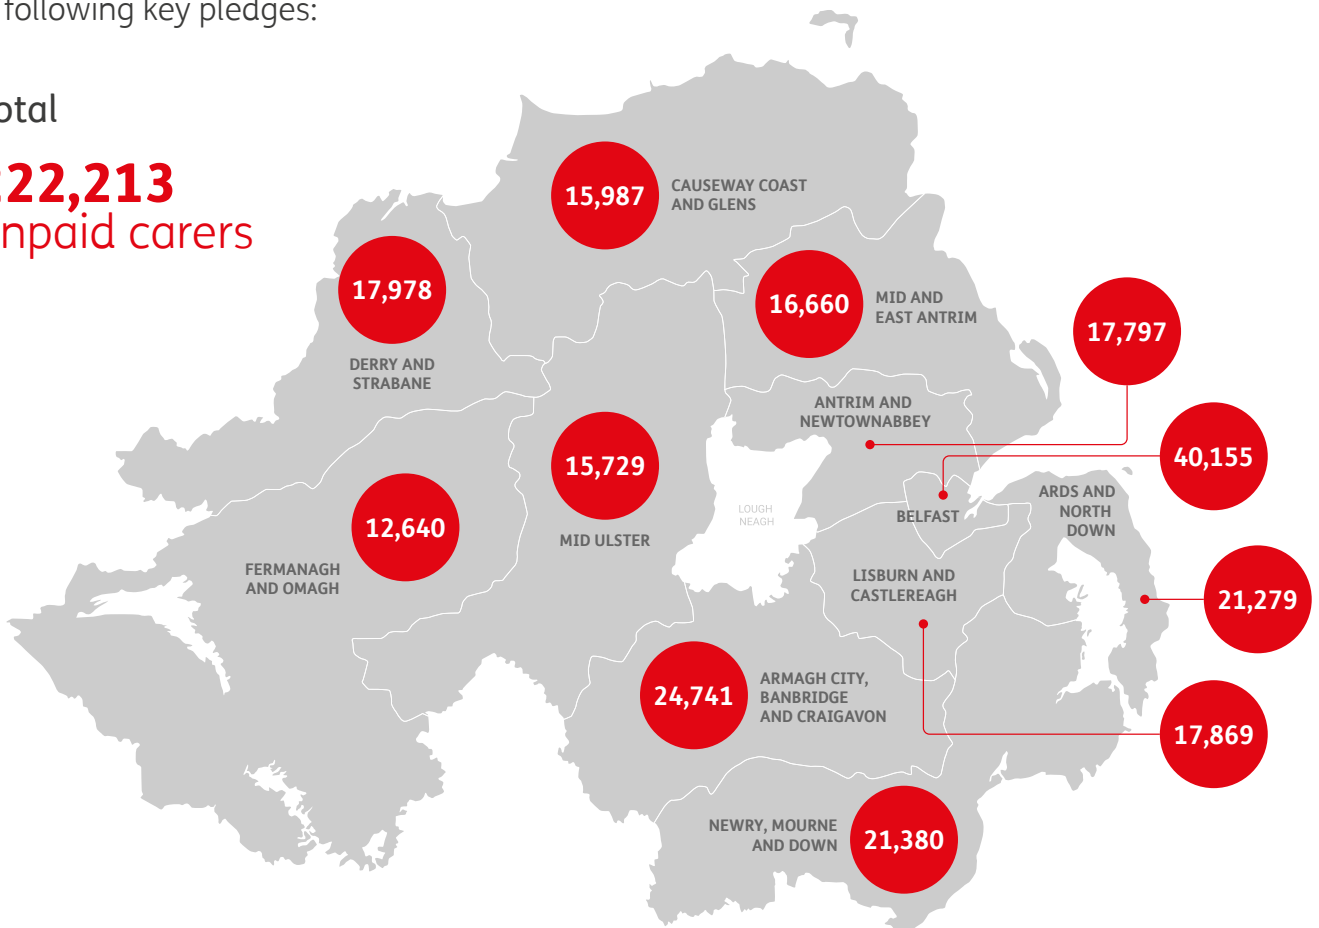 following key pledges:
otal
22,213
npaid carers
15,987
CAUSEWAY COAST
AND GLENS
17,978
DERRY AND
STRABANE
16,660
MID AND
EAST ANTRIM
17,797
ANTRIM AND
NEWTOWNABBEY
40,155
BELFAST
ARDS AND
NORTH
DOWN
21,279
15,729
MID ULSTER
LOUGH
NEAGH
12,640
FERMANAGH
AND OMAGH
LISBURN AND
CASTLEREAGH
17,869
24,741
ARMAGH CITY,
BANBRIDGE
AND CRAIGAVON
NEWRY, MOURNE
AND DOWN
21,380